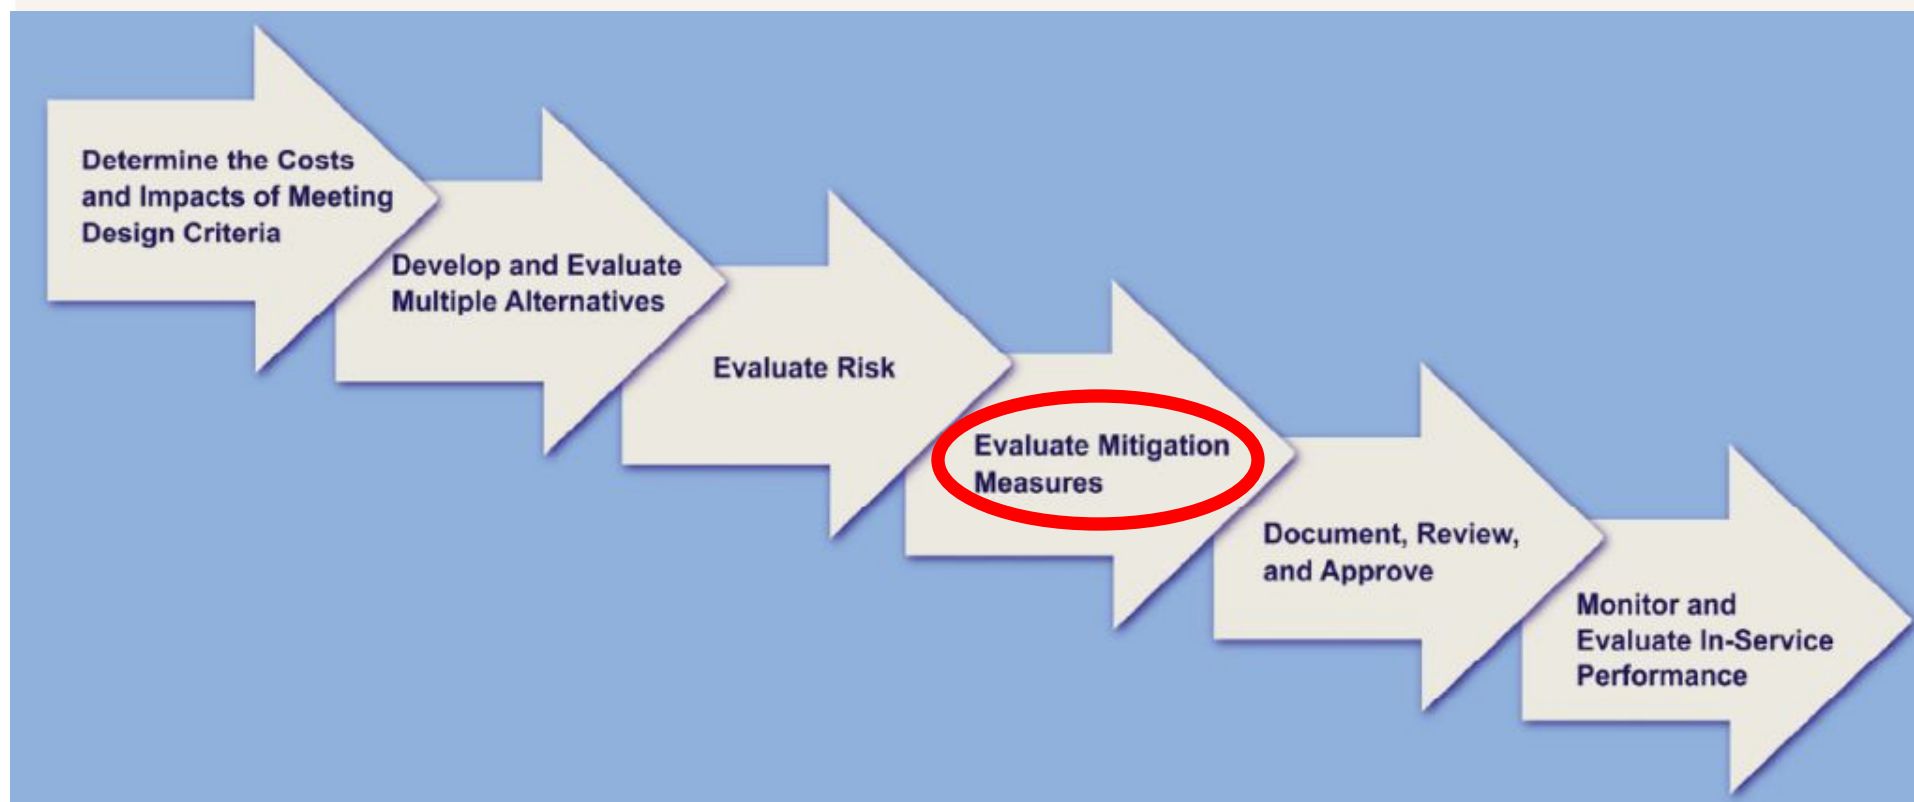 Determine the Costs
and Impacts of Meeting
Design Criteria
Develop and Evaluate
Multiple Alternatives
Evaluate Risk
Evaluate Mitigation
Measures
Document, Review,
and Approve
Monitor and
Evaluate In-Service
Performance